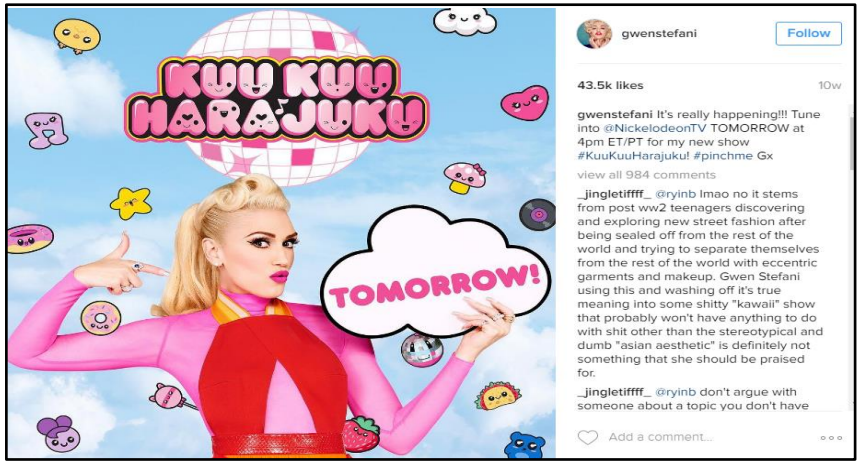 KUU KUU
HARAJUKU
TOMORROW!
gwenstefani
Follow
43.5k likes
10w
gwenstefani It's really happening!!! Tune
into @NickelodeonTV TOMORROW at
4pm ET/PT for my new show
#KuuKuuHarajuku! #pinchme Gx
view all 984 comments
_jingletiffff_ @ryinb lmao no it stems
from post ww2 teenagers discovering
and exploring new street fashion after
being sealed off from the rest of the
world and trying to separate themselves
from the rest of the world with eccentric
garments and makeup. Gwen Stefani
using this and washing off it's true
meaning into some shitty "kawaii" show
that probably won't have anything to do
with shit other than the stereotypical and
dumb "asian aesthetic" is definitely not
something that she should be praised
for.
_jingletiffff_ @ryinb don't argue with
someone about a topic you don't have
Add a comment...